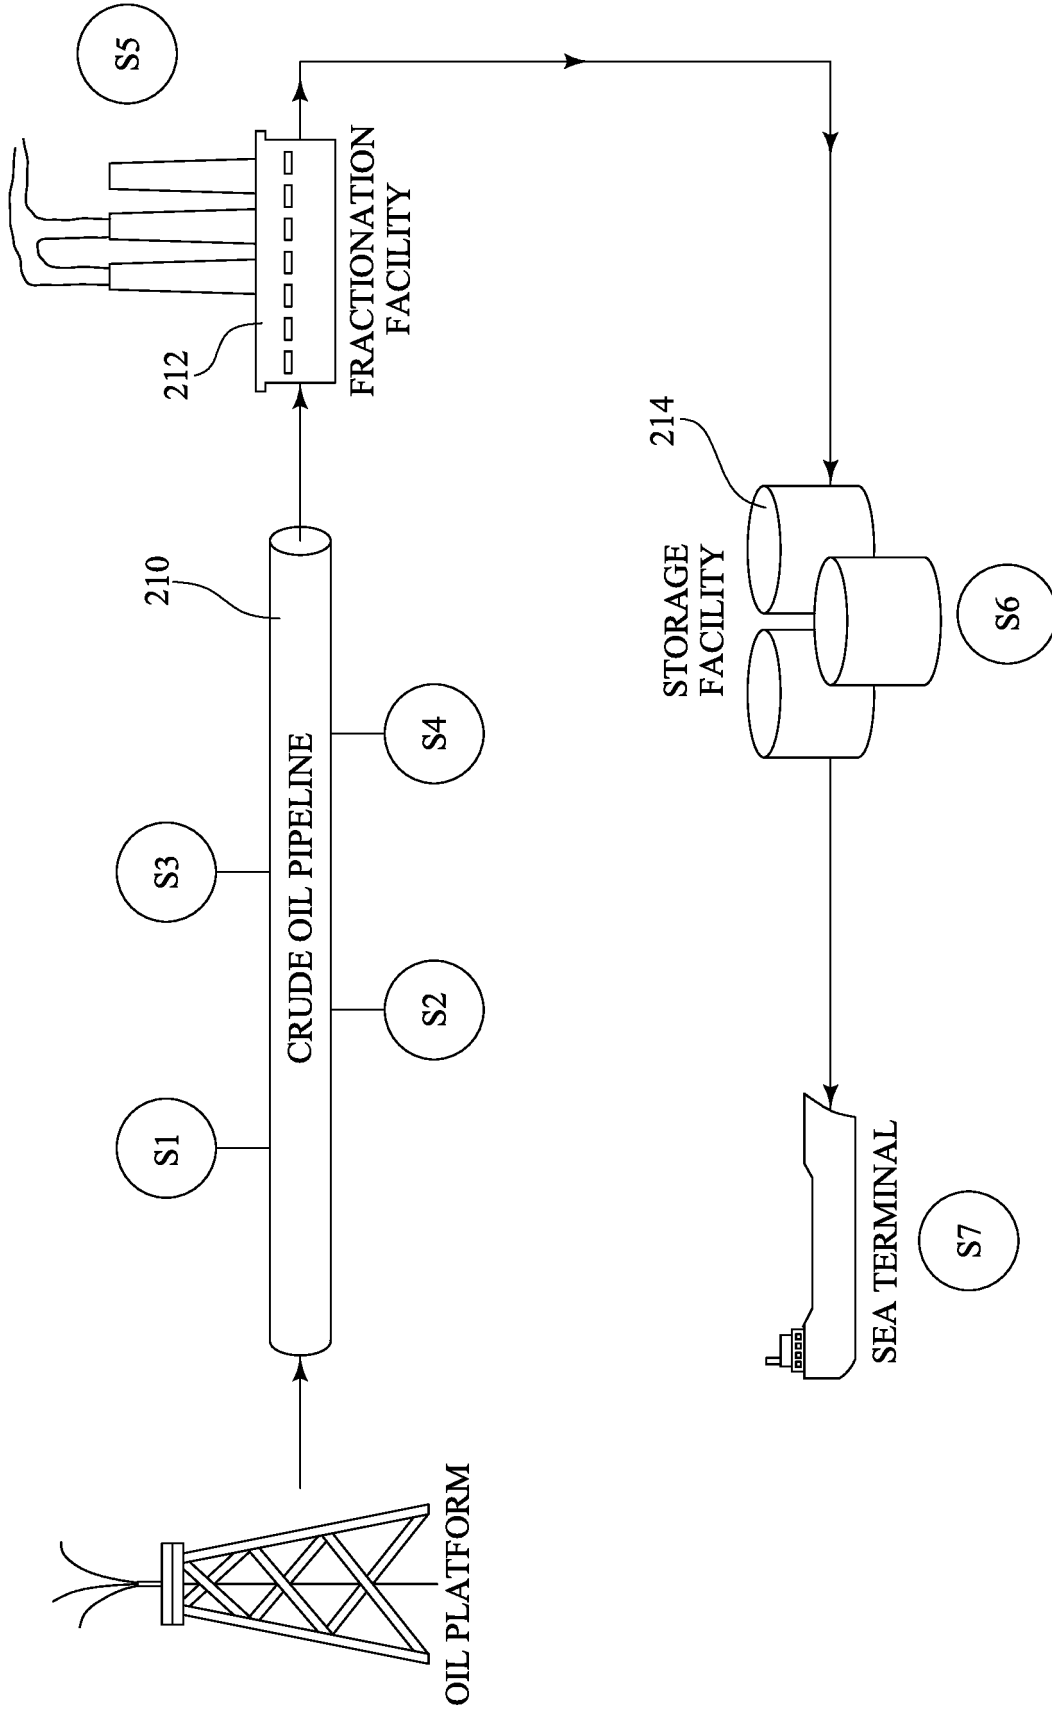 S1
S3
S5
212
210
CRUDE OIL PIPELINE
FRACTIONATION
FACILITY
S2
S4
OIL PLATFORM
214
STORAGE
FACILITY
SEA TERMINAL
S7
S6